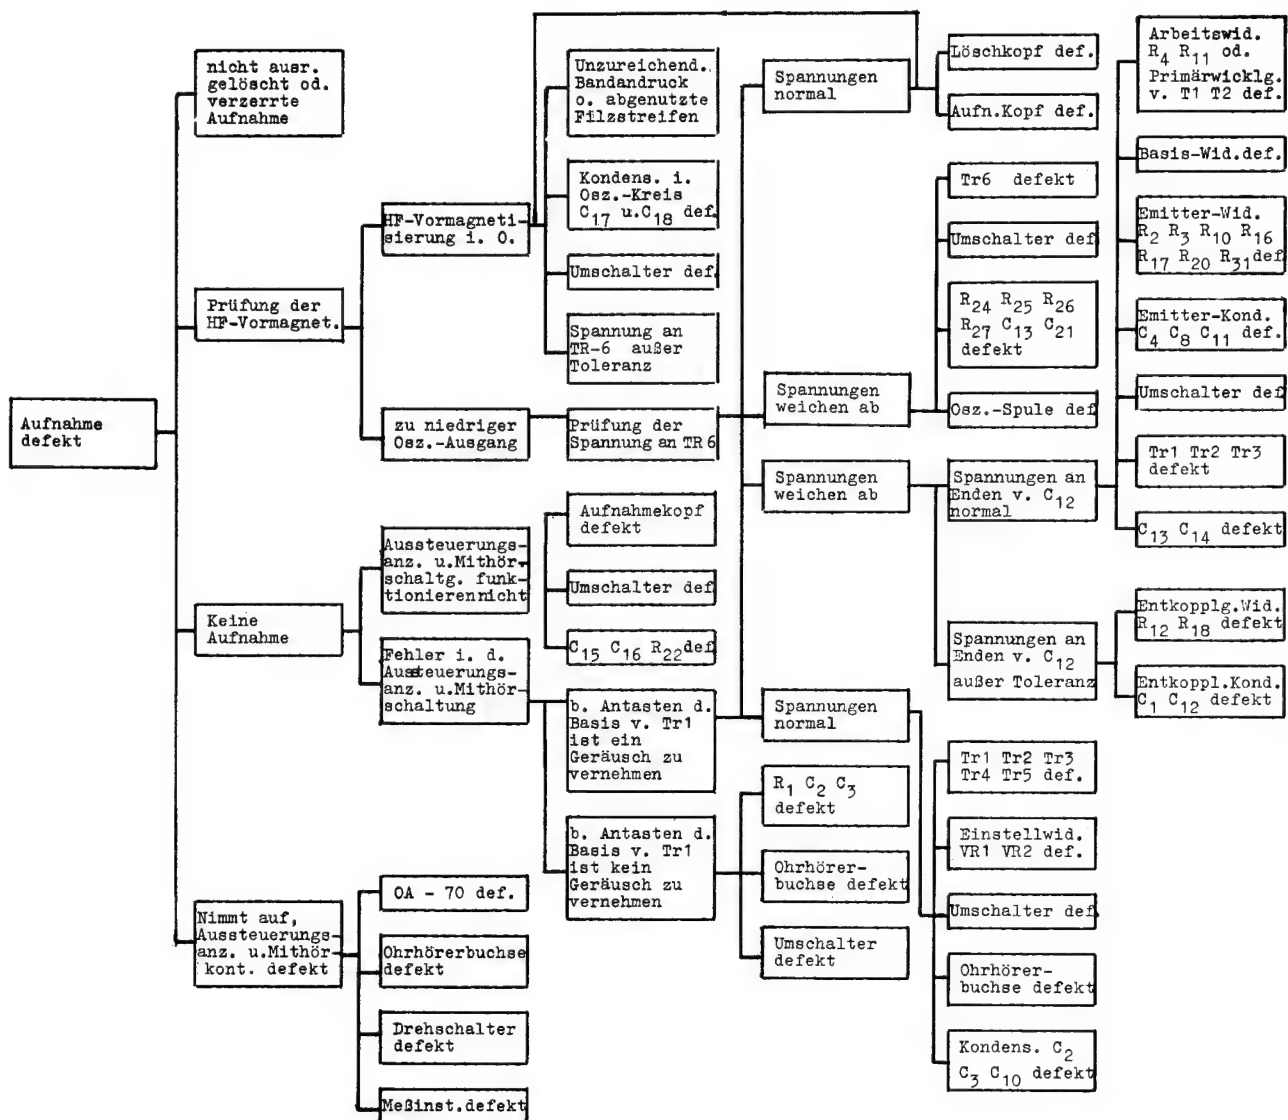 Aufnahme
defekt
nicht ausr.
gelöscht od.
verzerrte
Aufnahme
Prüfung der
HF-Vormagnet.
Keine
Aufnahme
Nimmt auf,
Aussteuerungs-
anz. u.Mithör
kont. defekt
HF-Vormagneti-
sierung i. O.
zu niedriger
Osz.-Ausgang
Aussteuerungs-
anz. u.Mithör-
schaltg. funk-
tionierennicht
Fehler i. d.
Aussteuerungs-
anz. u.Mithör-
schaltung
OA - 70 def.
Ohrhörerbuchse
defekt
Drehschalter
defekt
Meßinst.defekt
Unzureichend.
Bandandruck
o. abgenutzte
Filzstreifen
Kondens. i.
Osz.-Kreis
C17 u.C18 def.
Umschalter def.
Spannung an
TR-6 außer
Toleranz
Prüfung der
Spannung an TR 6
Aufnahmekopf
defekt
Umschalter def
C15 C16 R22def
b. Antasten d.
Basis v. Tr1
ist ein
Geräusch zu
vernehmen
b. Antasten d.
Basis v. Tr1
ist kein
Geräusch zu
vernehmen
Spannungen
normal
Spannungen
weichen ab
Spannungen
weichen ab
Spannungen
normal
R1 C2 C3
defekt
Ohrhörer-
buchse defekt
Umschalter
defekt
Löschkopf def.
Aufn.Kopf def.
Tr6 defekt
Umschalter def
R24 R25 R26
R27 C13 C21
defekt
Osz.-Spule def
Spannungen an
Enden v. C12
normal
Spannungen an
Enden v. C12
außer Toleranz
Tr1 Tr2 Tr3
Tr4 Tr5 def.
Einstellwid.
VR1 VR2 def.
Umschalter def
Ohrhörer-
buchse defekt
Kondens. C2
C3 C10 defekt
Arbeitswid.
R4 R11 od.
Primärwicklg.
v. T1 T2 def.
Basis-Wid.def.
Emitter-Wid.
R2 R3 R10 R16
R17 R20 R31def
Emitter-Kond.
C4 C8 C11 def.
Umschalter def
Tr1 Tr2 Tr3
defekt
C13 C14 defekt
Entkopplg.Wid.
R12 R18 defekt
Entkoppl.Kond.
C1 C12 defekt